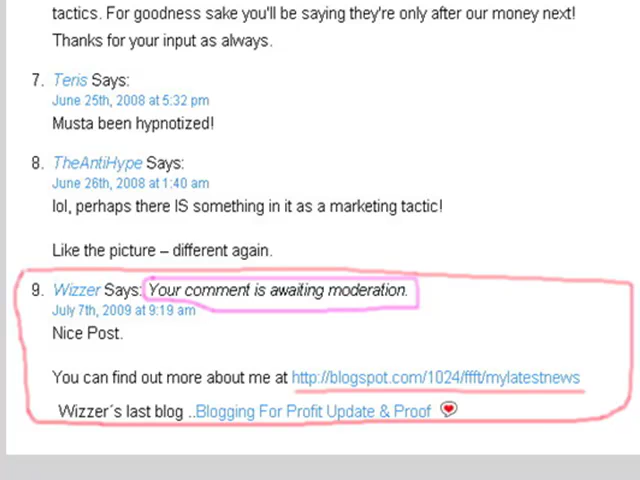 tactics. For goodness sake you'll be saying they're only after our money next!
Thanks for your input as always.
7. Teris Says:
June 25th, 2008 at 5:32 pm
Musta been hypnotized!
8. TheAntiHype Says:
June 26th, 2008 at 1:40 am
lol, perhaps there IS something in it as a marketing tactic!
Like the picture – different again.
9. Wizzer Says: Your comment is awaiting moderation.
July 7th, 2009 at 9:19 am
Nice Post.
You can find out more about me at http://blogspot.com/1024/ffft/mylatestnews
Wizzer´s last blog ..Blogging For Profit Update & Proof